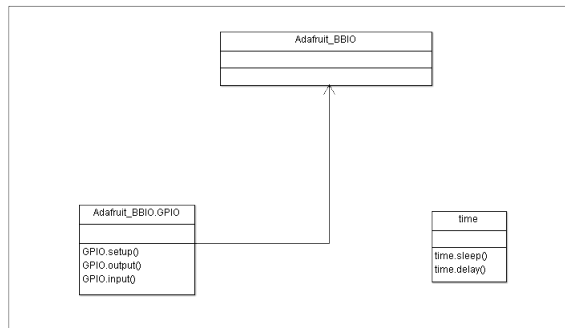 Adafruit_BBIO
Adafruit_BBIO.GPIO
GPIO.setup()
GPIO.output()
GPIO.input()
time
time.sleep()
time.delay()